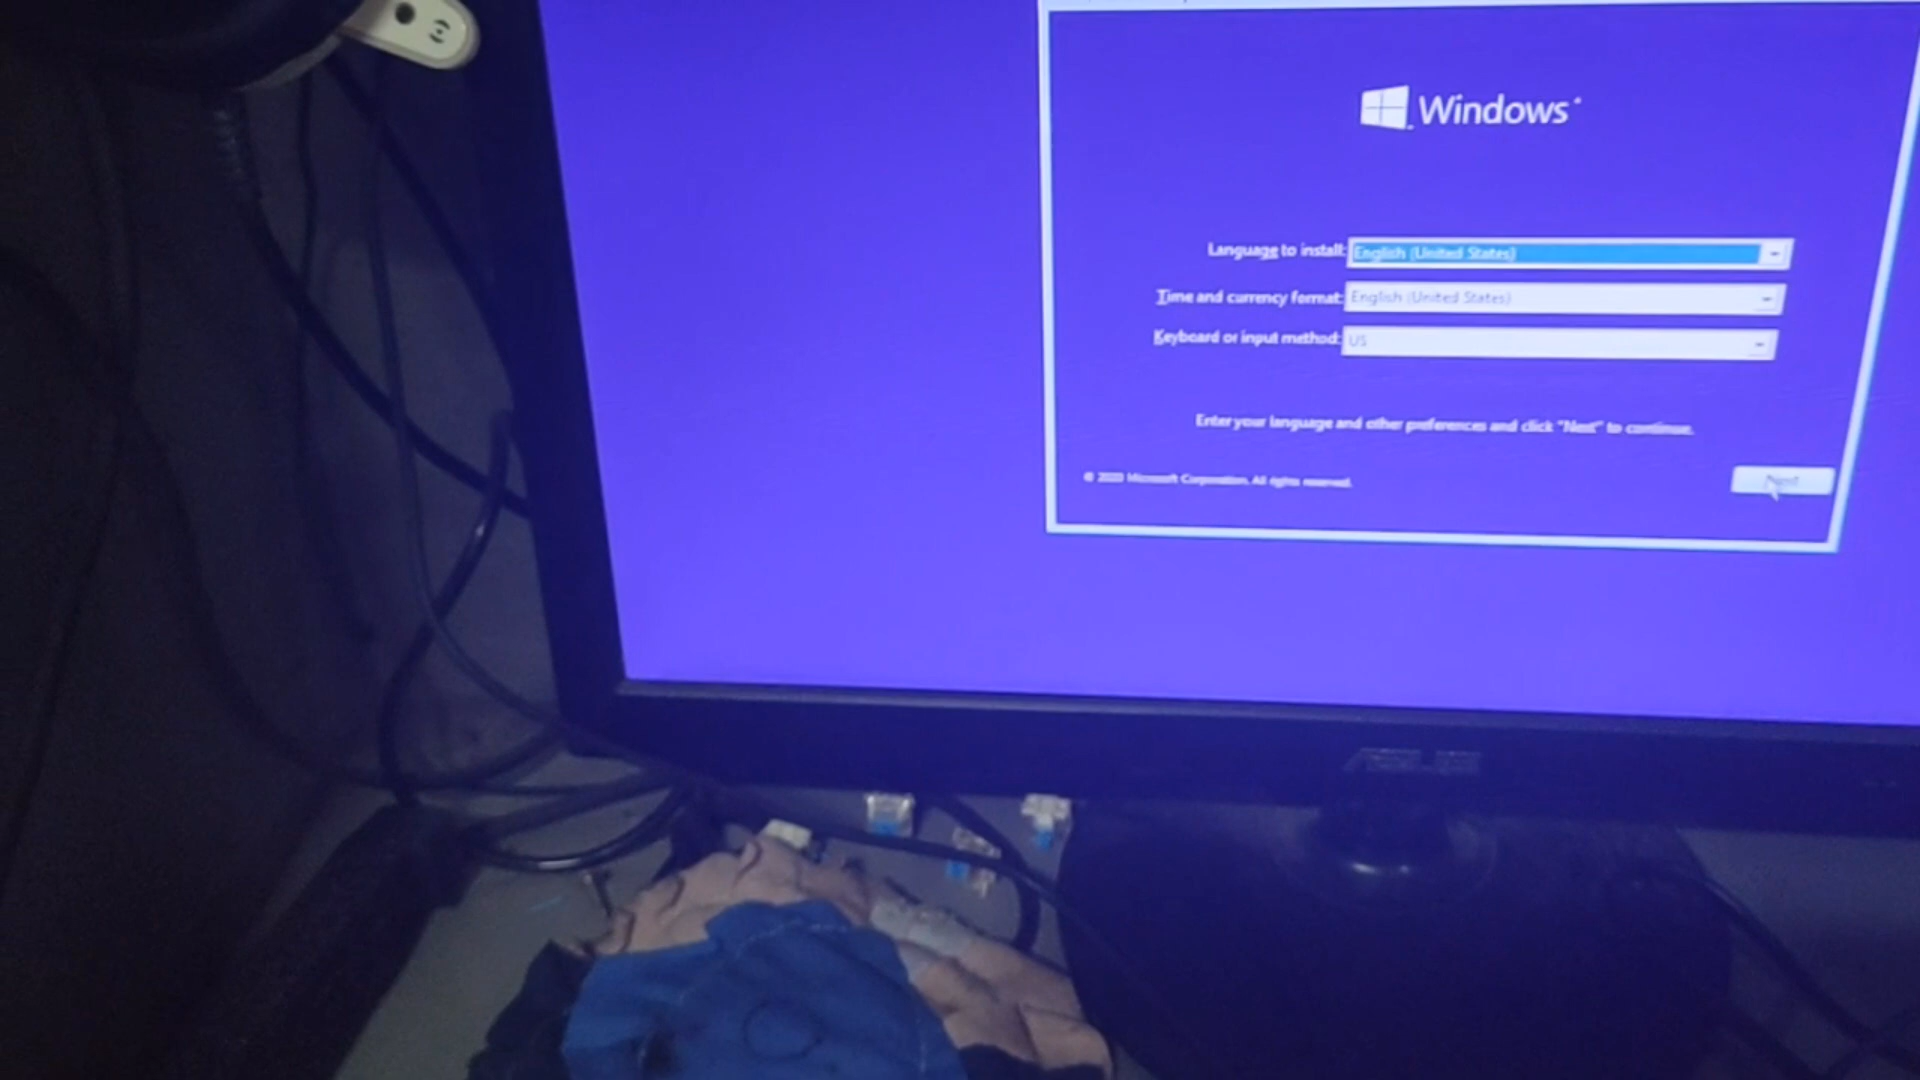 Windows
Language to install: English (United States)
Time and currency format: English (United States)
Keyboard or input method: US
Enter your language and other preferences and click "Next" to continue.
© 2020 Microsoft Corporation. All rights reserved.
Next